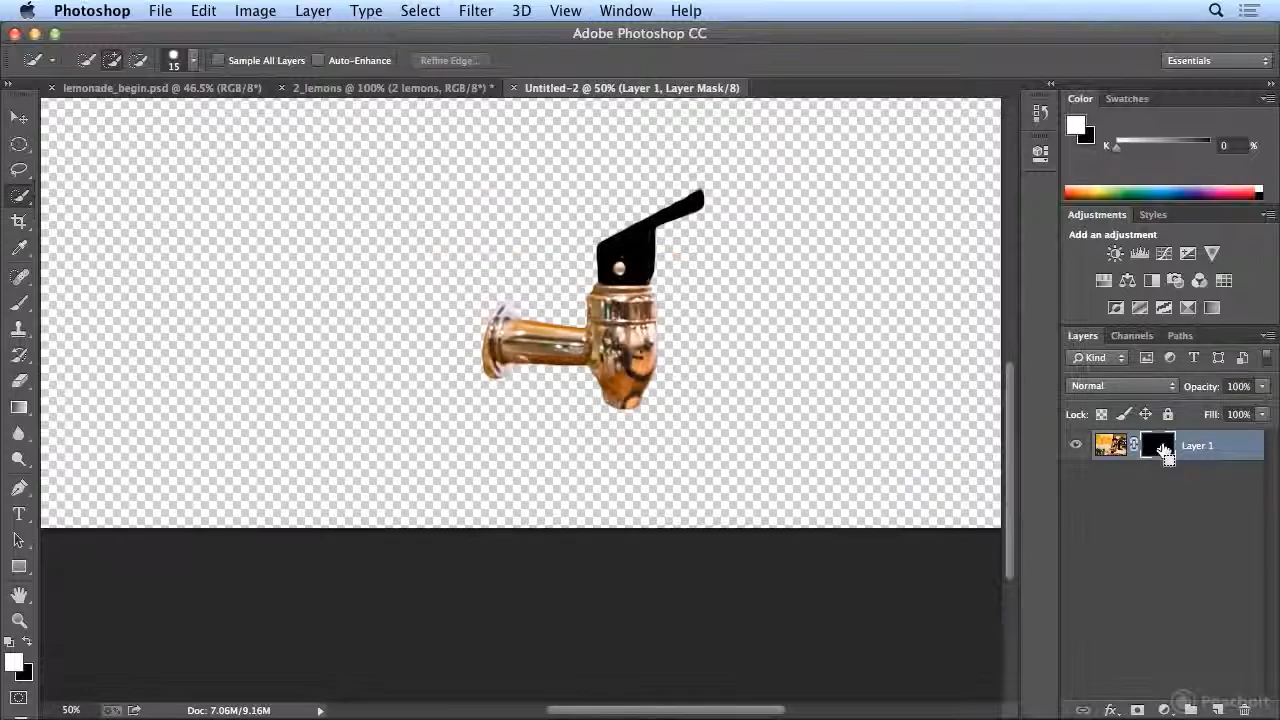 Photoshop File Edit Image Layer Type Select Filter 3D View Window Help
Adobe Photoshop CC
15 Sample All Layers Auto-Enhance Refine Edge... Essentials
lemonade_begin.psd @ 46.5% (RGB/8*) 2_lemons @ 100% (2 lemons, RGB/8*) * Untitled-2 @ 50% (Layer 1, Layer Mask/8)
Color Swatches
K 0 %
Adjustments Styles
Add an adjustment
Layers Channels Paths
Kind
Normal Opacity: 100%
Lock: Fill: 100%
Layer 1
50% Doc: 7.06M/9.16M
Peachpit